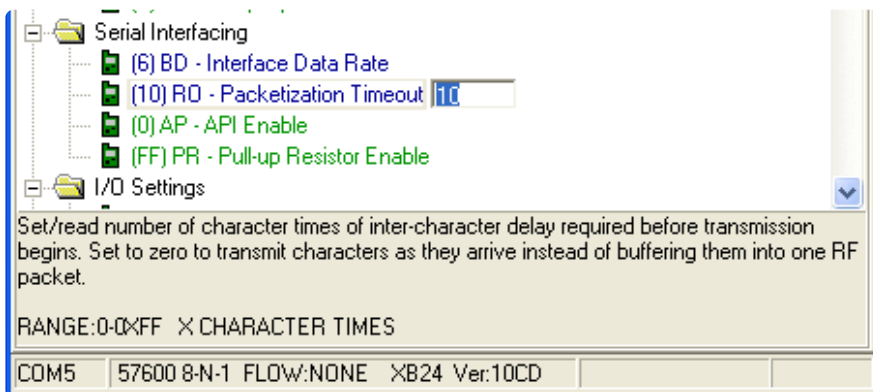 Serial Interfacing
(6) BD - Interface Data Rate
(10) RO - Packetization Timeout 10
(0) AP - API Enable
(FF) PR - Pull-up Resistor Enable
I/O Settings
Set/read number of character times of inter-character delay required before transmission
begins. Set to zero to transmit characters as they arrive instead of buffering them into one RF
packet.
RANGE:0-0XFF X CHARACTER TIMES
COM5 57600 8-N-1 FLOW:NONE XB24 Ver:10CD